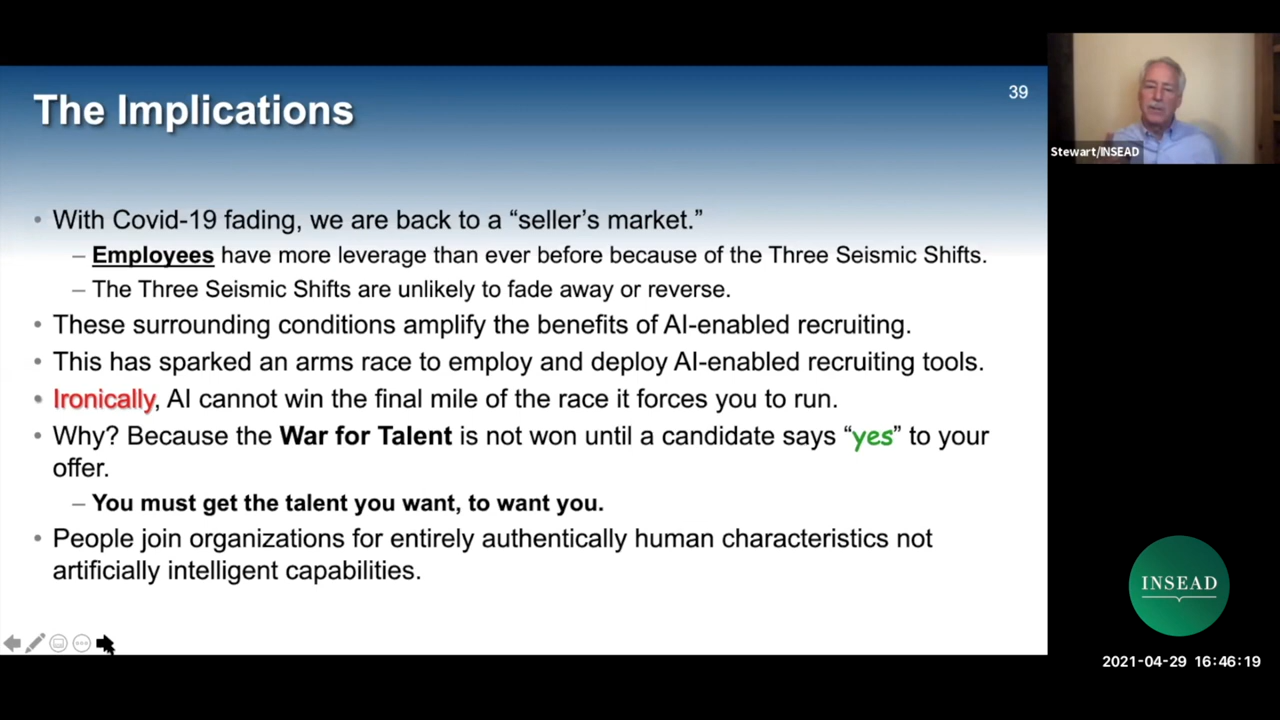 The Implications
39
Stewart/INSEAD
• With Covid-19 fading, we are back to a “seller’s market.”
– Employees have more leverage than ever before because of the Three Seismic Shifts.
– The Three Seismic Shifts are unlikely to fade away or reverse.
• These surrounding conditions amplify the benefits of AI-enabled recruiting.
• This has sparked an arms race to employ and deploy AI-enabled recruiting tools.
• Ironically, AI cannot win the final mile of the race it forces you to run.
• Why? Because the War for Talent is not won until a candidate says “yes” to your
offer.
– You must get the talent you want, to want you.
• People join organizations for entirely authentically human characteristics not
artificially intelligent capabilities.
INSEAD
2021-04-29 16:46:19